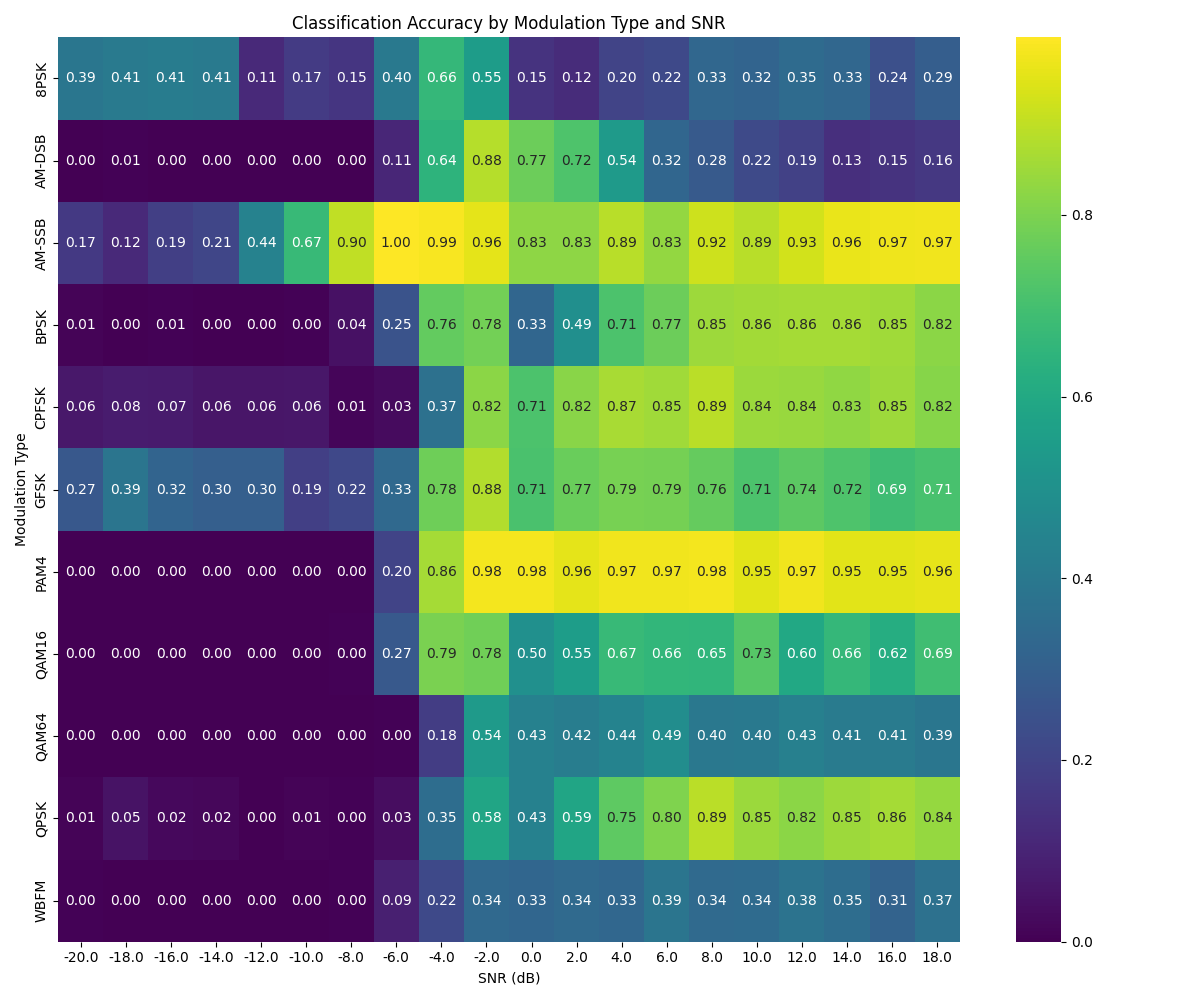 Classification Accuracy by Modulation Type and SNR
8PSK 0.39 0.41 0.41 0.41 0.11 0.17 0.15 0.40 0.66 0.55 0.15 0.12 0.20 0.22 0.33 0.32 0.35 0.33 0.24 0.29
AM-DSB 0.00 0.01 0.00 0.00 0.00 0.00 0.00 0.11 0.64 0.88 0.77 0.72 0.54 0.32 0.28 0.22 0.19 0.13 0.15 0.16
AM-SSB 0.17 0.12 0.19 0.21 0.44 0.67 0.90 1.00 0.99 0.96 0.83 0.83 0.89 0.83 0.92 0.89 0.93 0.96 0.97 0.97
BPSK 0.01 0.00 0.01 0.00 0.00 0.00 0.04 0.25 0.76 0.78 0.33 0.49 0.71 0.77 0.85 0.86 0.86 0.86 0.85 0.82
CPFSK 0.06 0.08 0.07 0.06 0.06 0.06 0.01 0.03 0.37 0.82 0.71 0.82 0.87 0.85 0.89 0.84 0.84 0.83 0.85 0.82
GFSK 0.27 0.39 0.32 0.30 0.30 0.19 0.22 0.33 0.78 0.88 0.71 0.77 0.79 0.79 0.76 0.71 0.74 0.72 0.69 0.71
PAM4 0.00 0.00 0.00 0.00 0.00 0.00 0.00 0.20 0.86 0.98 0.98 0.96 0.97 0.97 0.98 0.95 0.97 0.95 0.95 0.96
QAM16 0.00 0.00 0.00 0.00 0.00 0.00 0.00 0.27 0.79 0.78 0.50 0.55 0.67 0.66 0.65 0.73 0.60 0.66 0.62 0.69
QAM64 0.00 0.00 0.00 0.00 0.00 0.00 0.00 0.00 0.18 0.54 0.43 0.42 0.44 0.49 0.40 0.40 0.43 0.41 0.41 0.39
QPSK 0.01 0.05 0.02 0.02 0.00 0.01 0.00 0.03 0.35 0.58 0.43 0.59 0.75 0.80 0.89 0.85 0.82 0.85 0.86 0.84
WBFM 0.00 0.00 0.00 0.00 0.00 0.00 0.00 0.09 0.22 0.34 0.33 0.34 0.33 0.39 0.34 0.34 0.38 0.35 0.31 0.37
-20.0 -18.0 -16.0 -14.0 -12.0 -10.0 -8.0 -6.0 -4.0 -2.0 0.0 2.0 4.0 6.0 8.0 10.0 12.0 14.0 16.0 18.0
SNR (dB)
Modulation Type
0.8
0.6
0.4
0.2
0.0